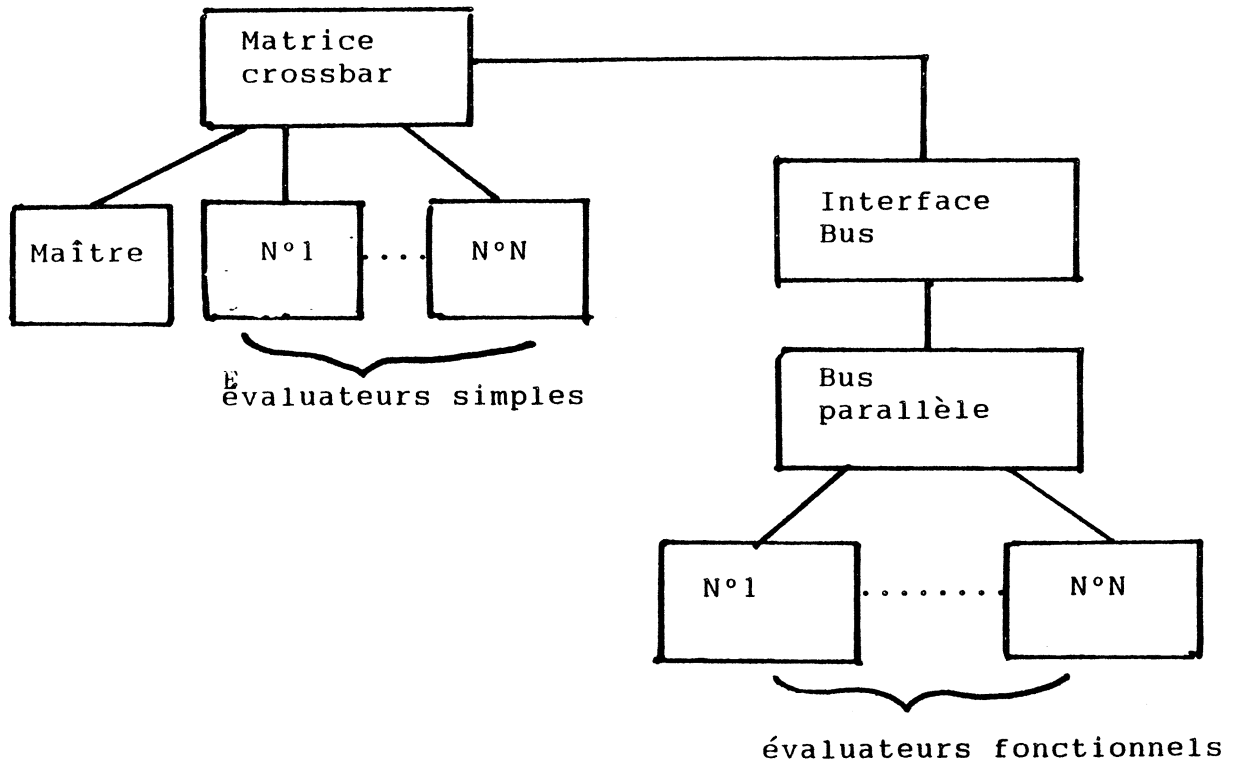 Matrice
crossbar
Maître
N°1
....
N°N
E
évaluateurs simples
Interface
Bus
Bus
parallèle
N°1
........
N°N
évaluateurs fonctionnels